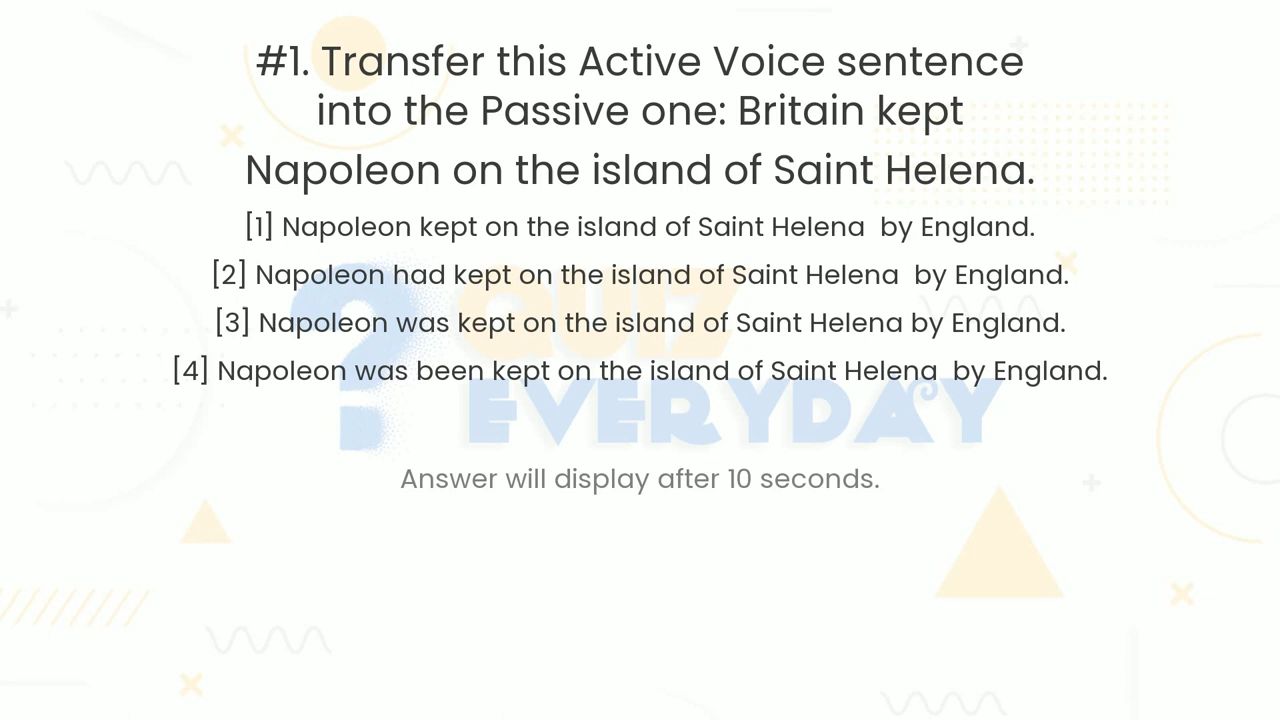 #1. Transfer this Active Voice sentence
into the Passive one: Britain kept
Napoleon on the island of Saint Helena.
[1] Napoleon kept on the island of Saint Helena  by England.
[2] Napoleon had kept on the island of Saint Helena  by England.
[3] Napoleon was kept on the island of Saint Helena by England.
[4] Napoleon was been kept on the island of Saint Helena  by England.
? QUIZ
EVERYDAY
Answer will display after 10 seconds.